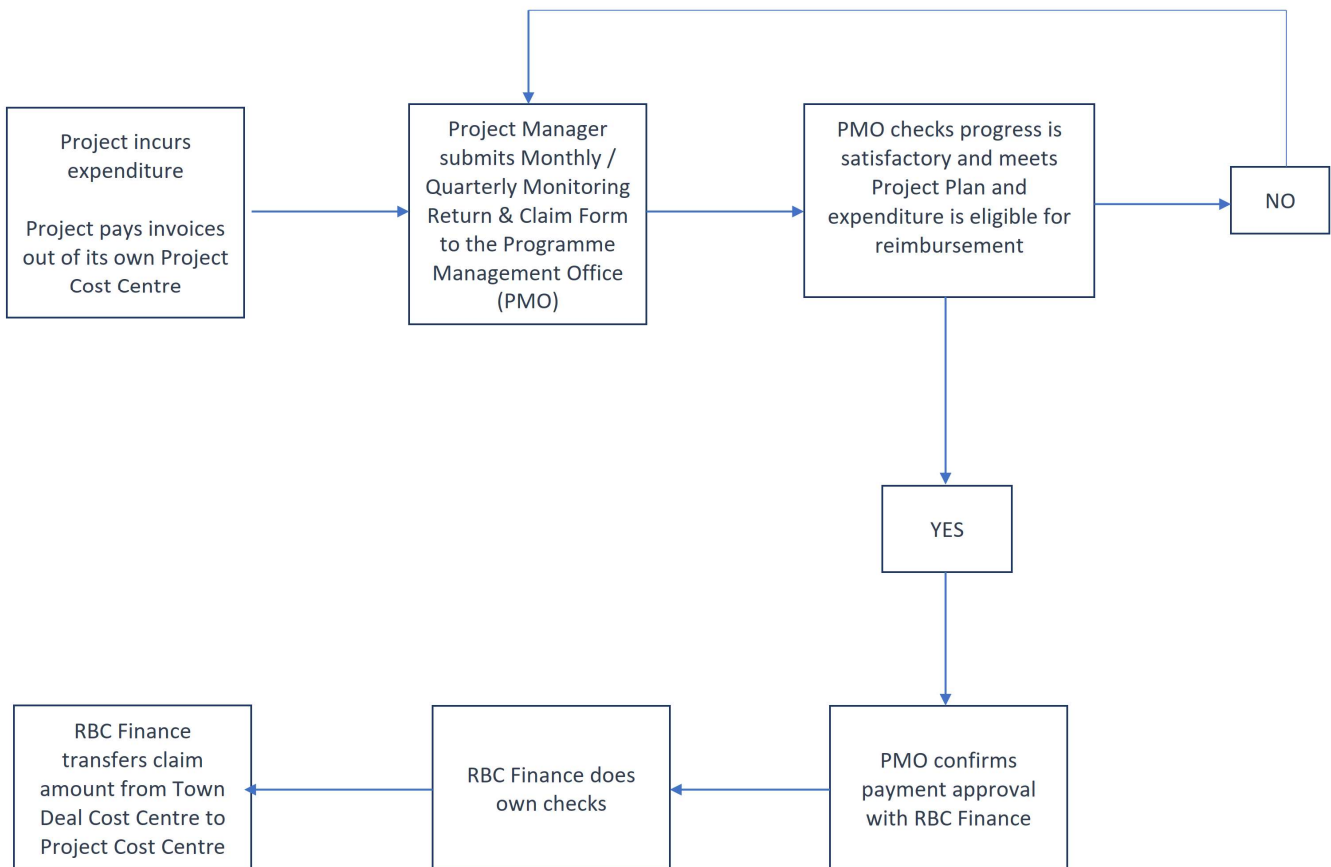 Project incurs
expenditure
Project pays invoices
out of its own Project
Cost Centre
Project Manager
submits Monthly /
Quarterly Monitoring
Return & Claim Form
to the Programme
Management Office
(PMO)
PMO checks progress is
satisfactory and meets
Project Plan and
expenditure is eligible for
reimbursement
NO
YES
PMO confirms
payment approval
with RBC Finance
RBC Finance does
own checks
RBC Finance
transfers claim
amount from Town
Deal Cost Centre to
Project Cost Centre